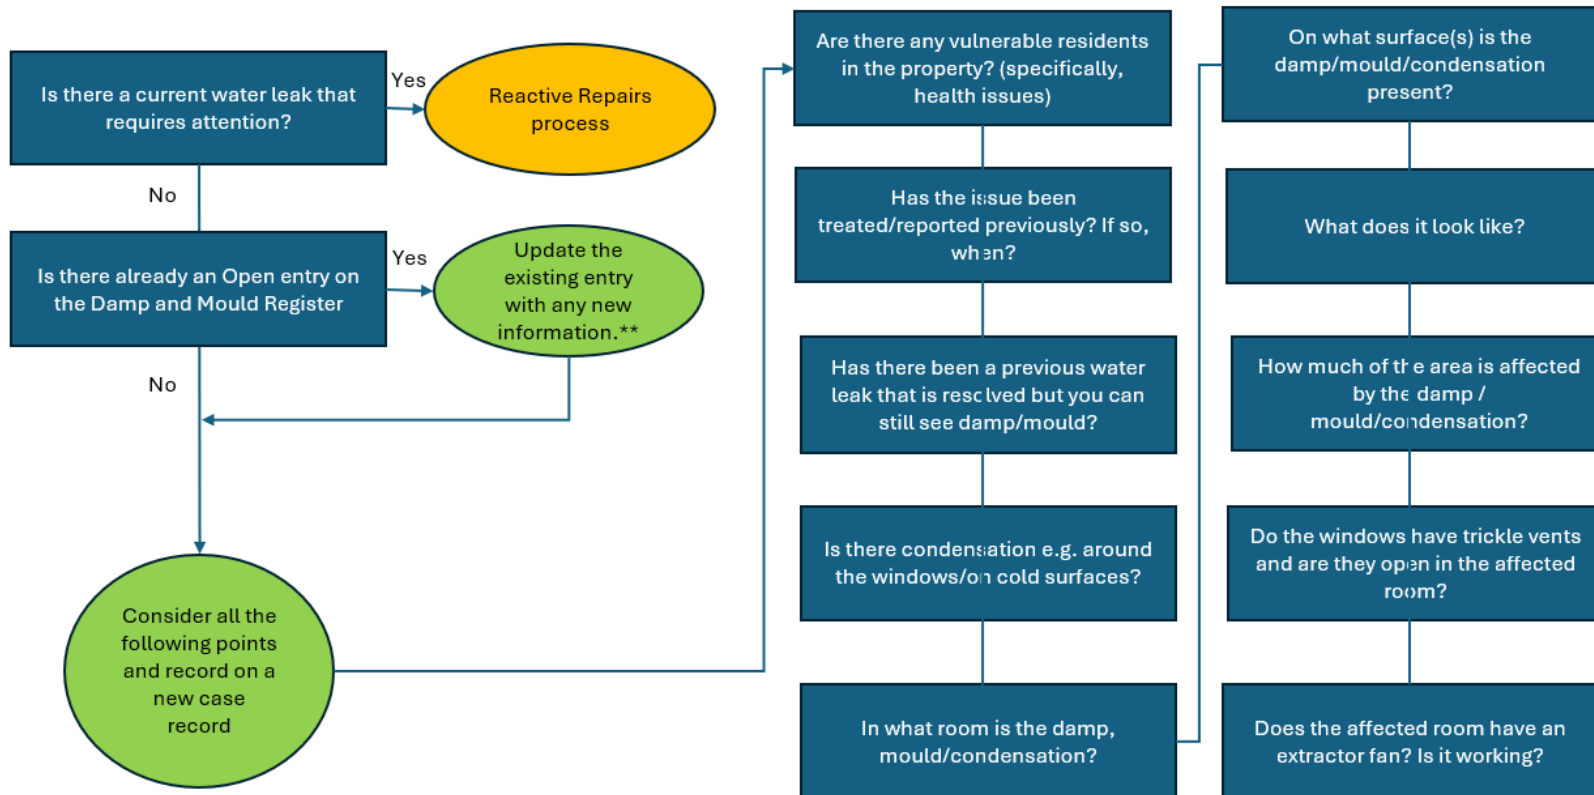 Is there a current water leak that
requires attention?
Yes
Reactive Repairs
process
No
Is there already an Open entry on
the Damp and Mould Register
Yes
Update the
existing entry
with any new
information.**
No
Consider all the
following points
and record on a
new case
record
Are there any vulnerable residents
in the property? (specifically,
health issues)
Has the issue been
treated/reported previously? If so,
when?
Has there been a previous water
leak that is resolved but you can
still see damp/mould?
Is there condensation e.g. around
the windows/on cold surfaces?
In what room is the damp,
mould/condensation?
On what surface(s) is the
damp/mould/condensation
present?
What does it look like?
How much of the area is affected
by the damp /
mould/condensation?
Do the windows have trickle vents
and are they open in the affected
room?
Does the affected room have an
extractor fan? Is it working?